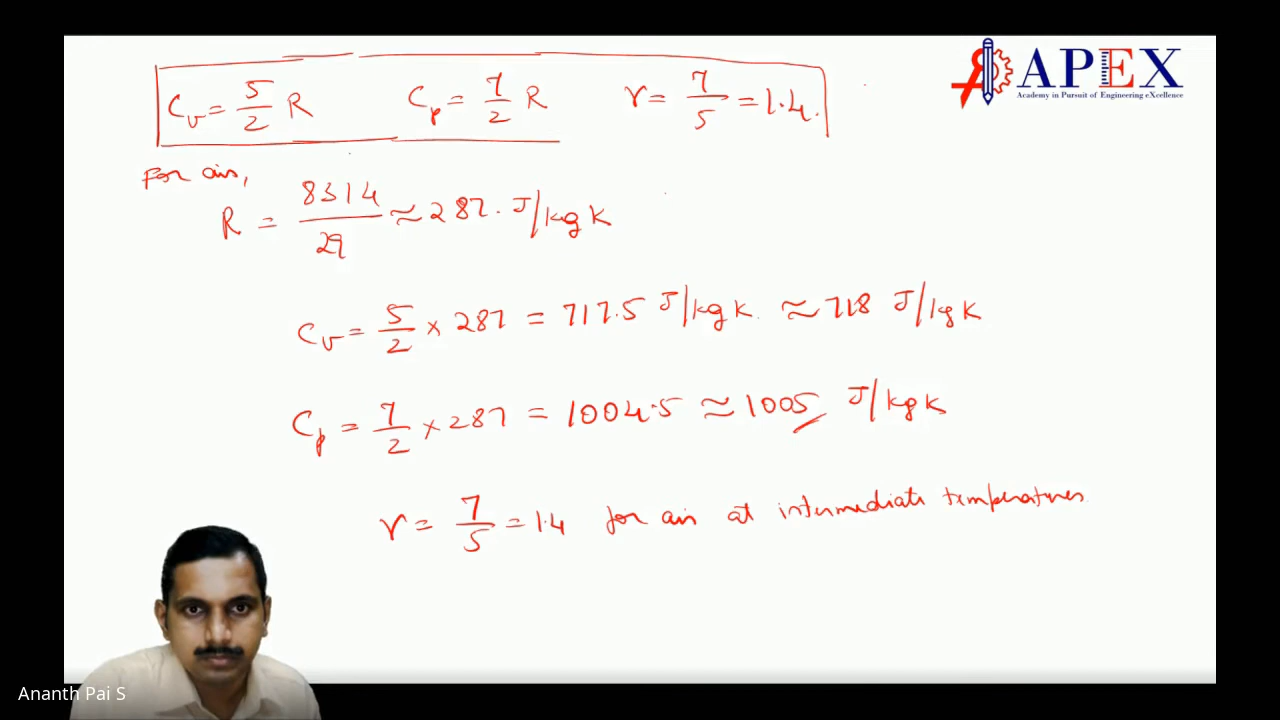 APEX
Academy in Pursuit of Engineering eXcellence
Cv = 5/2 R Cp = 7/2 R γ = 7/5 = 1.4.
For air,
R = 8314/29 ≈ 287. J/kg K
Cv = 5/2 × 287 = 717.5 J/kg K. ≈ 718 J/kg K
Cp = 7/2 × 287 = 1004.5 ≈ 1005 J/kg K
γ = 7/5 = 1.4 for air at intermediate temperatures
Ananth Pai S